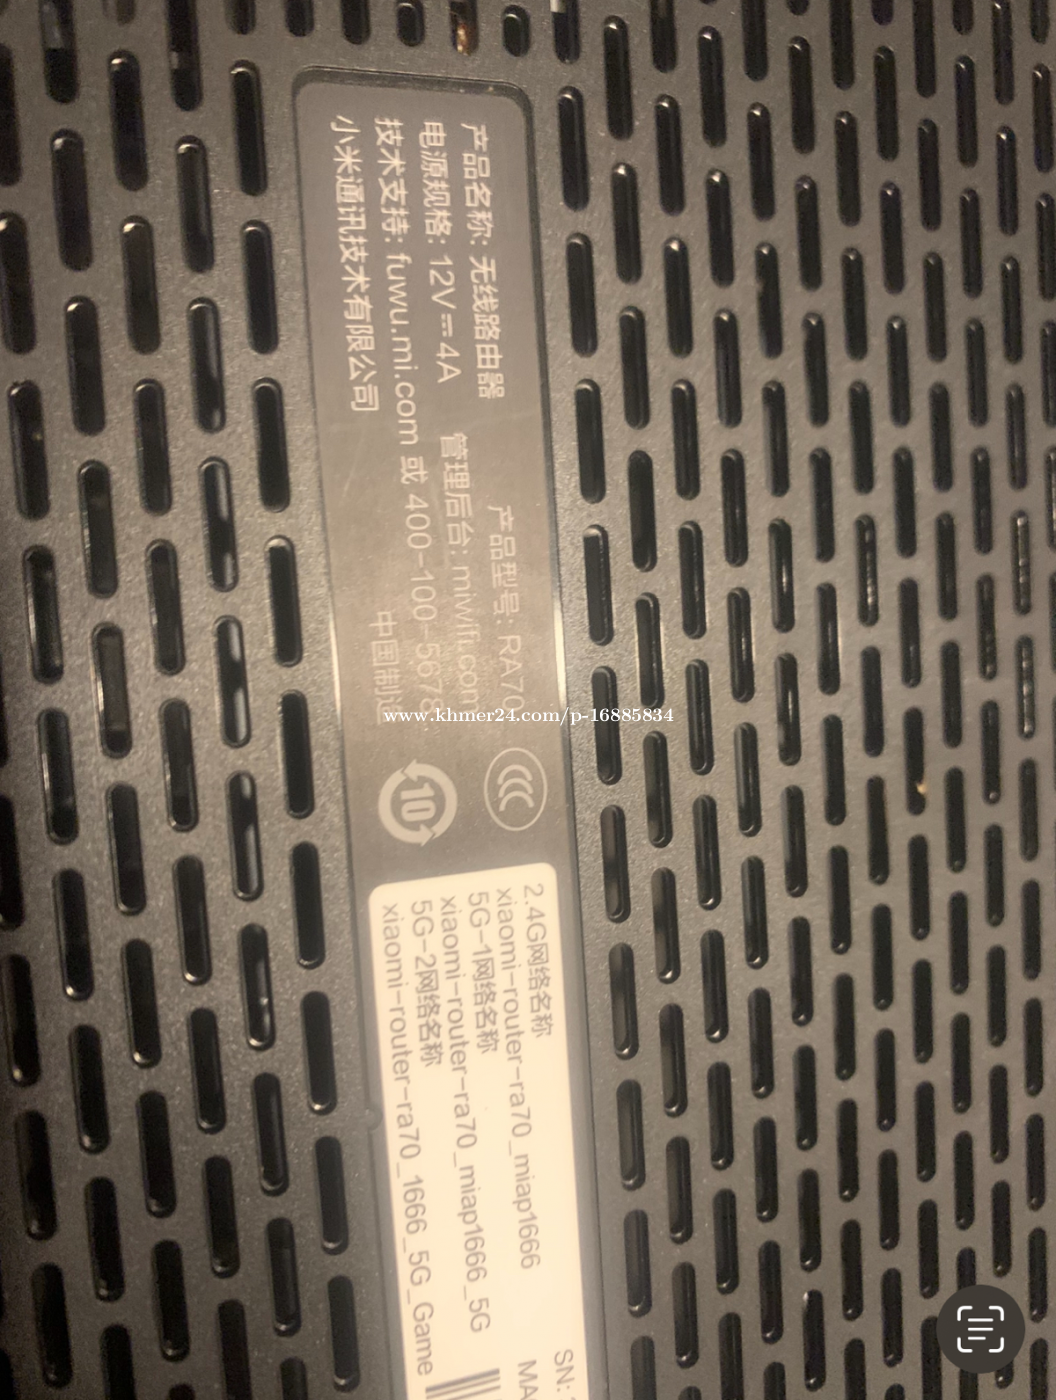 产品名称: 无线路由器
产品型号: RA70
电源规格: 12V⎓4A
管理后台: miwifi.com
技术支持: fuwu.mi.com 或 400-100-5678
小米通讯技术有限公司
中国制造
10
2.4G网络名称
xiaomi-router-ra70_miap1666
5G-1网络名称
xiaomi-router-ra70_miap1666_5G
5G-2网络名称
xiaomi-router-ra70_1666_5G_Game
SN:
www.khmer24.com/p-16885834